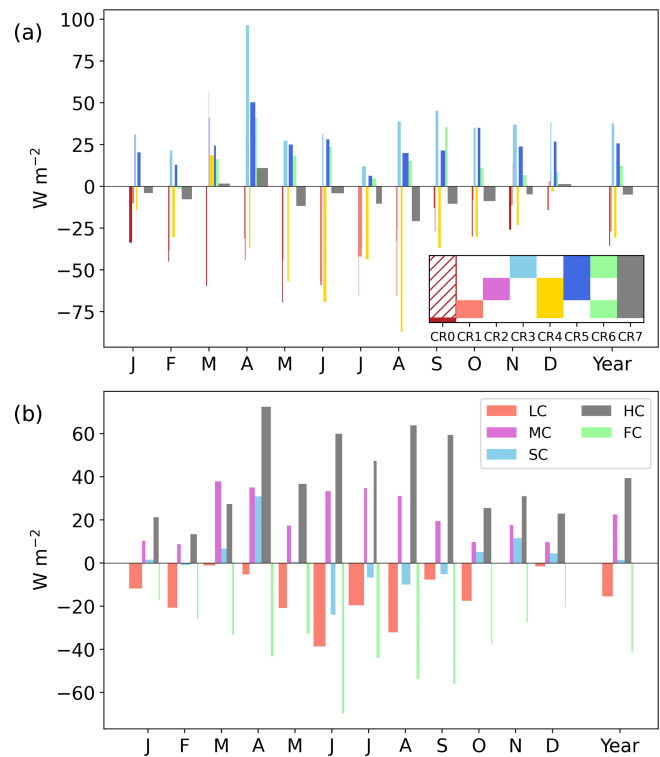 (a)
W m−2
100
75
50
25
0
−25
−50
−75
CR0 CR1 CR2 CR3 CR4 CR5 CR6 CR7
J F M A M J J A S O N D Year
(b)
W m−2
60
40
20
0
−20
−40
−60
LC HC
MC FC
SC
J F M A M J J A S O N D Year